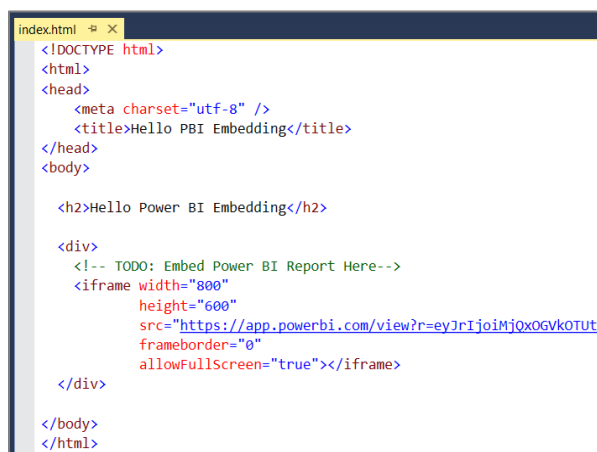 index.html
<!DOCTYPE html>
<html>
<head>
<meta charset="utf-8" />
<title>Hello PBI Embedding</title>
</head>
<body>
<h2>Hello Power BI Embedding</h2>
<div>
<!-- TODO: Embed Power BI Report Here-->
<iframe width="800"
height="600"
src="https://app.powerbi.com/view?r=eyJrIjoiMjQxOGVkOTUt
frameborder="0"
allowFullScreen="true"></iframe>
</div>
</body>
</html>